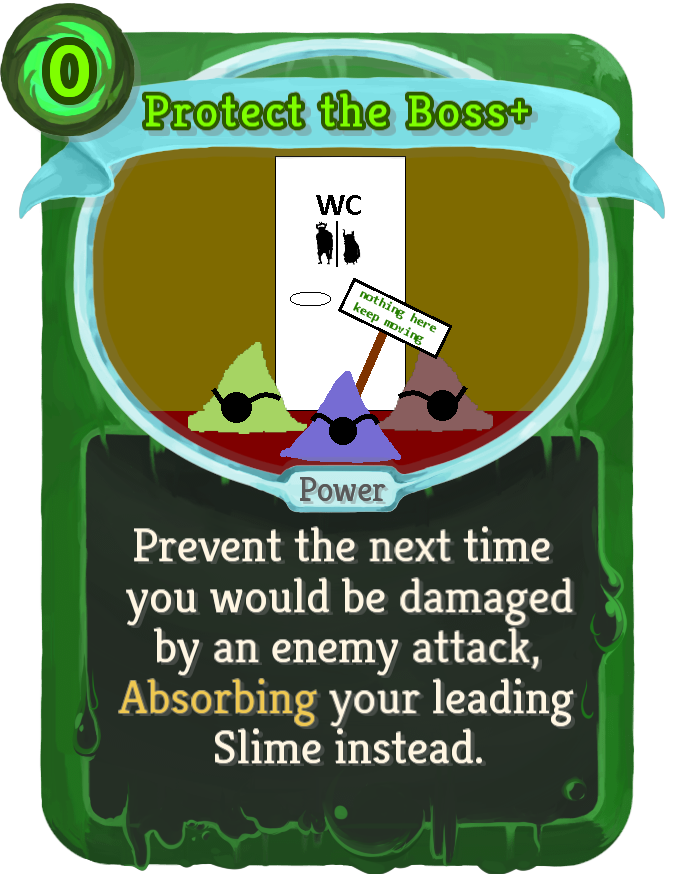 0
Protect the Boss+
WC
nothing here
keep moving
Power
Prevent the next time
you would be damaged
by an enemy attack,
Absorbing your leading
Slime instead.